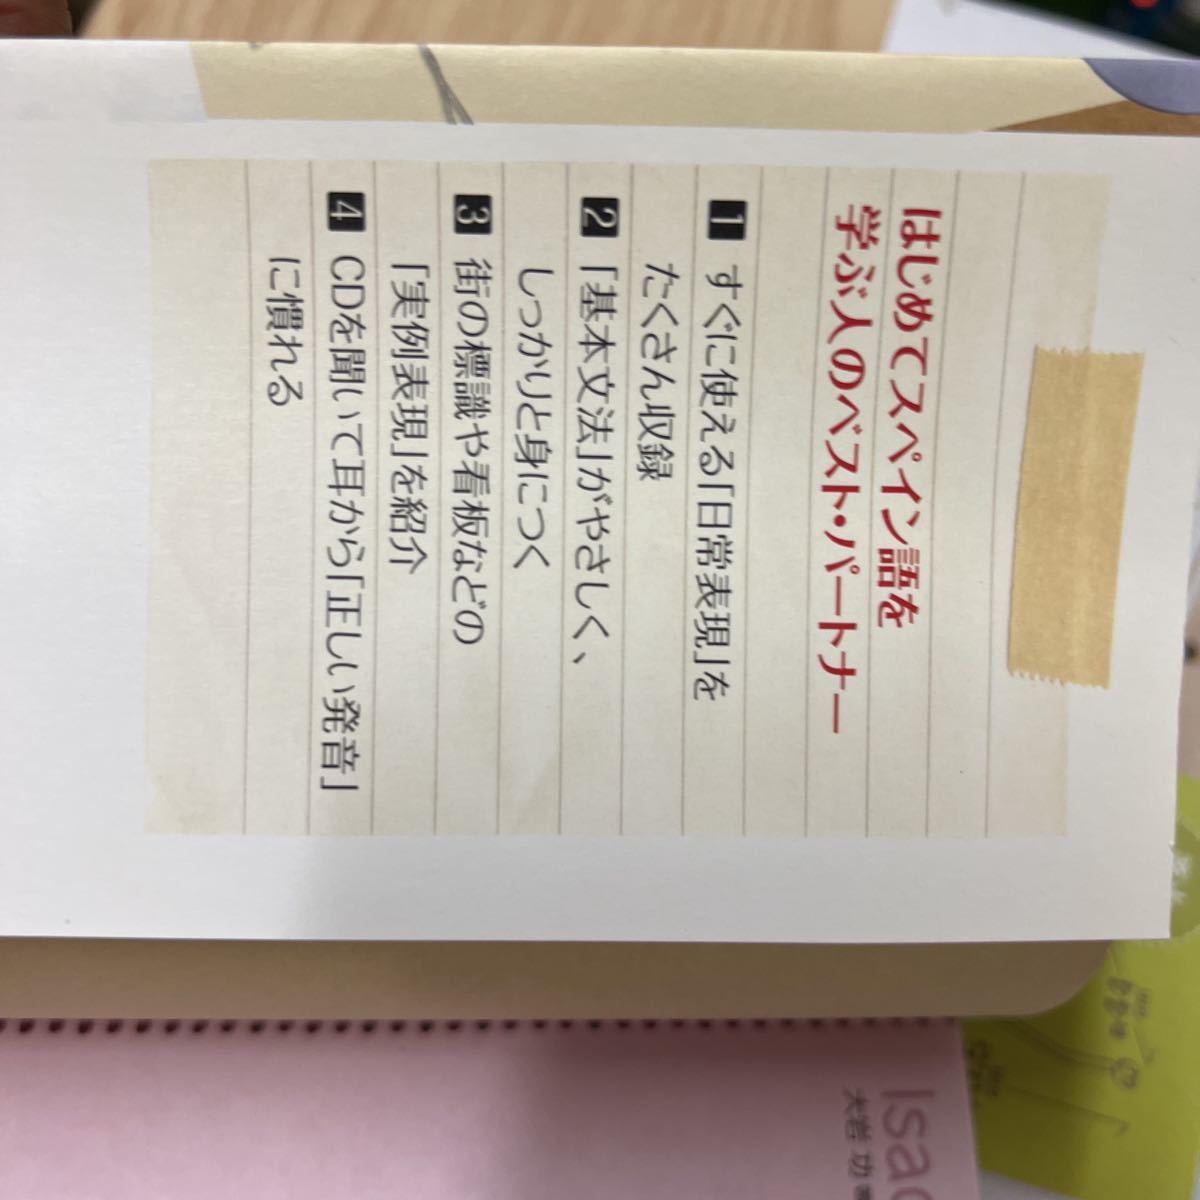 はじめてスペイン語を
学ぶ人のベスト・パートナー
1 すぐに使える「日常表現」を
たくさん収録
2 「基本文法」がやさしく、
しっかりと身につく
3 街の標識や看板などの
「実例表現」を紹介
4 CDを聞いて耳から「正しい発音」
に慣れる
大岩 功